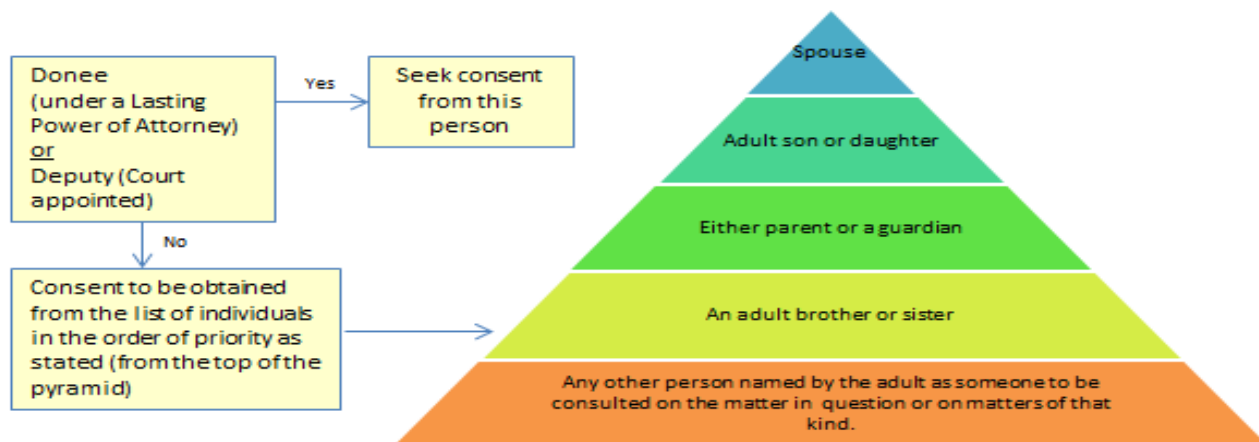 Donee
(under a Lasting
Power of Attorney)
or
Deputy (Court
appointed)
Yes
Seek consent
from this
person
No
Consent to be obtained
from the list of individuals
in the order of priority as
stated (from the top of the
pyramid)
Spouse
Adult son or daughter
Either parent or a guardian
An adult brother or sister
Any other person named by the adult as someone to be
consulted on the matter in question or on matters of that
kind.